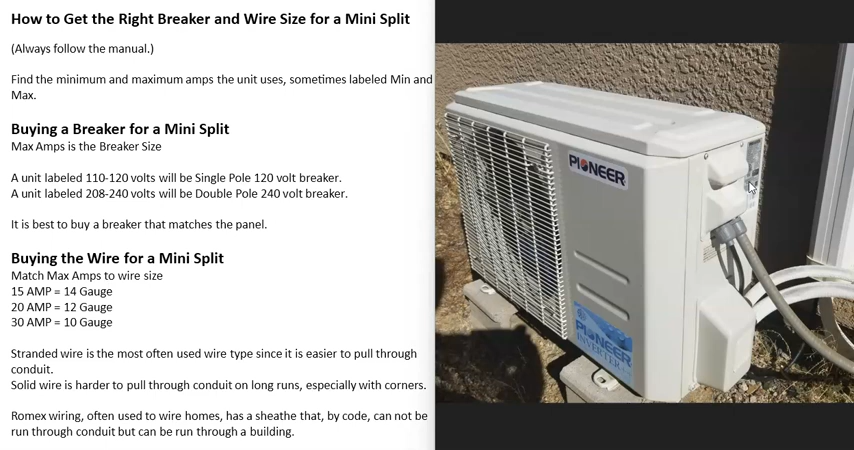 How to Get the Right Breaker and Wire Size for a Mini Split
(Always follow the manual.)
Find the minimum and maximum amps the unit uses, sometimes labeled Min and
Max.
Buying a Breaker for a Mini Split
Max Amps is the Breaker Size
A unit labeled 110-120 volts will be Single Pole 120 volt breaker.
A unit labeled 208-240 volts will be Double Pole 240 volt breaker.
It is best to buy a breaker that matches the panel.
Buying the Wire for a Mini Split
Match Max Amps to wire size
15 AMP = 14 Gauge
20 AMP = 12 Gauge
30 AMP = 10 Gauge
Stranded wire is the most often used wire type since it is easier to pull through
conduit.
Solid wire is harder to pull through conduit on long runs, especially with corners.
Romex wiring, often used to wire homes, has a sheathe that, by code, can not be
run through conduit but can be run through a building.
PIONEER
PIONEER
INVERTER